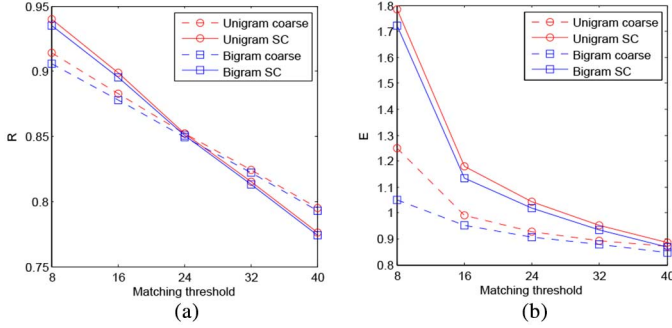 0.95
0.9
0.85
0.8
0.75
R
8 16 24 32 40
Matching threshold
Unigram coarse
Unigram SC
Bigram coarse
Bigram SC
(a)
1.8
1.7
1.6
1.5
1.4
1.3
1.2
1.1
1
0.9
0.8
E
8 16 24 32 40
Matching threshold
Unigram coarse
Unigram SC
Bigram coarse
Bigram SC
(b)